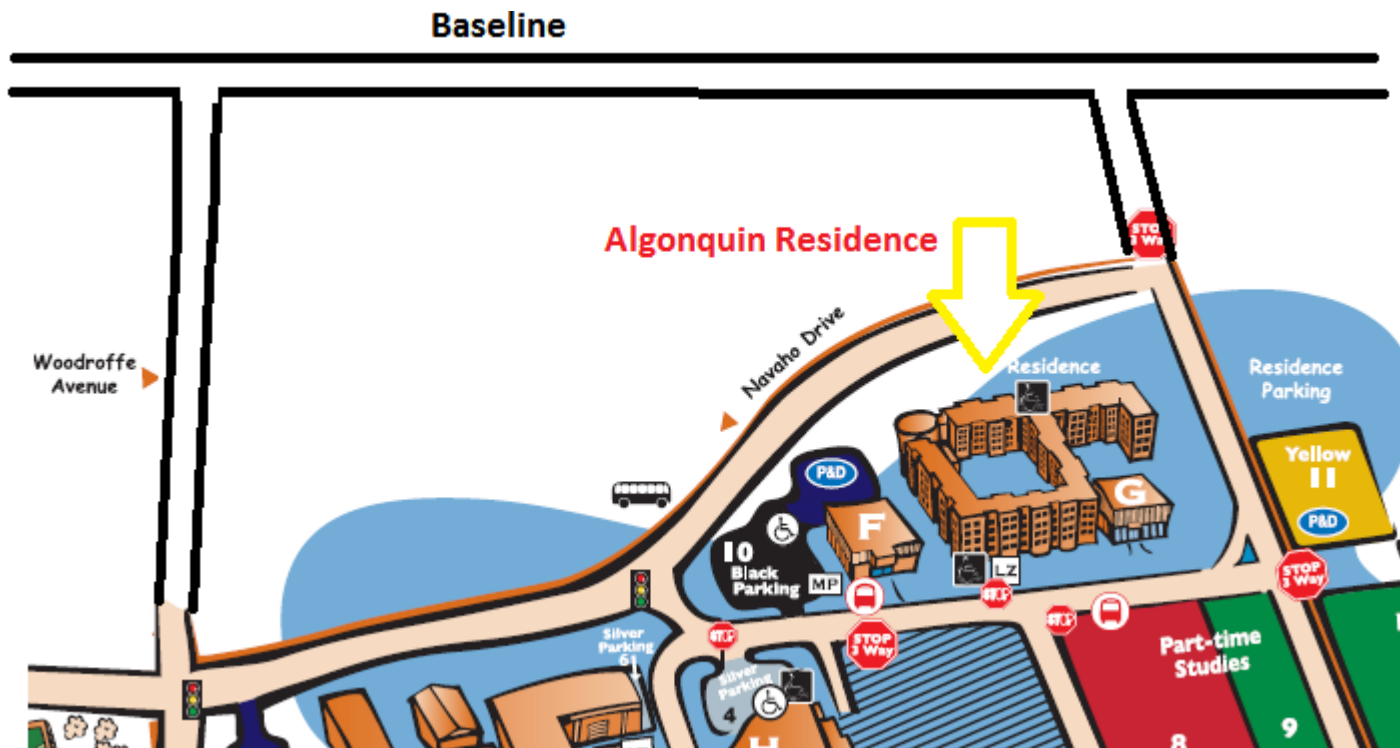 Baseline
STOP
3 Way
Algonquin Residence
Navaho Drive
Woodroffe
Avenue
Residence
Residence
Parking
Yellow
11
P&D
P&D
G
F
10
Black
Parking
MP
LZ
STOP
3 Way
STOP
STOP
STOP
STOP
3 Way
Silver
Parking
6
Part-time
Studies
Silver
Parking
4
H
8
9